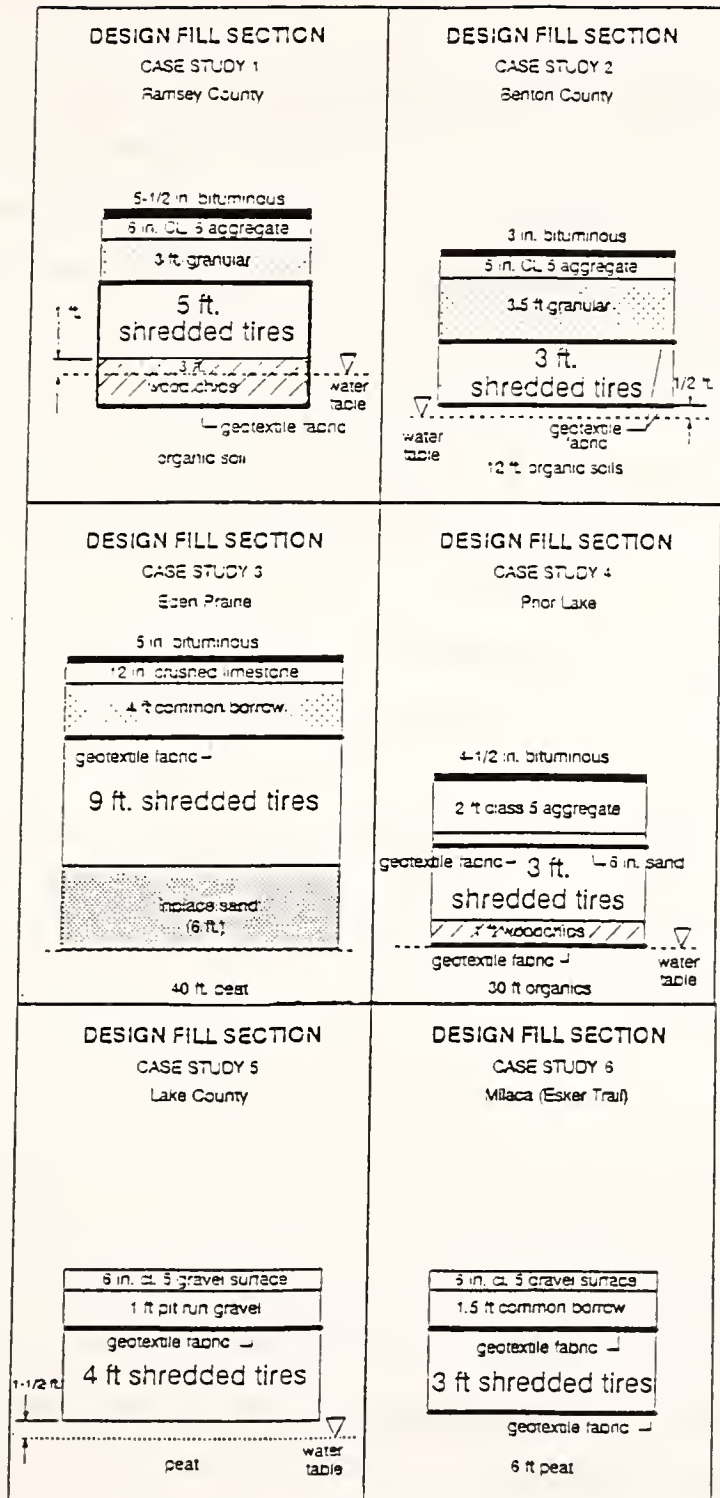 DESIGN FILL SECTION
CASE STUDY 1
Ramsey County
5-1/2 in. bituminous
6 in. CL 5 aggregate
3 ft. granular
5 ft.
shredded tires
ft.
3 ft.
woodchips
water
table
geotextile fabric
organic soil
DESIGN FILL SECTION
CASE STUDY 2
Benton County
3 in. bituminous
5 in. CL 5 aggregate
3.5 ft granular
3 ft.
shredded tires
1/2 ft.
water
table
geotextile
fabric
12 ft. organic soils
DESIGN FILL SECTION
CASE STUDY 3
Eden Prairie
5 in. bituminous
12 in. crushed limestone
4 ft common borrow
geotextile fabric
9 ft. shredded tires
inplace sand
(6 ft.)
40 ft. peat
DESIGN FILL SECTION
CASE STUDY 4
Prior Lake
4-1/2 in. bituminous
2 ft class 5 aggregate
geotextile fabric
3 ft.
6 in. sand
shredded tires
ft woodchips
geotextile fabric
water
table
30 ft organics
DESIGN FILL SECTION
CASE STUDY 5
Lake County
6 in. cl. 5 gravel surface
1 ft pit run gravel
geotextile fabric
4 ft shredded tires
1-1/2 ft.
water
table
peat
DESIGN FILL SECTION
CASE STUDY 6
Milaca (Esker Trail)
6 in. cl. 5 gravel surface
1.5 ft common borrow
geotextile fabric
3 ft shredded tires
geotextile fabric
6 ft peat